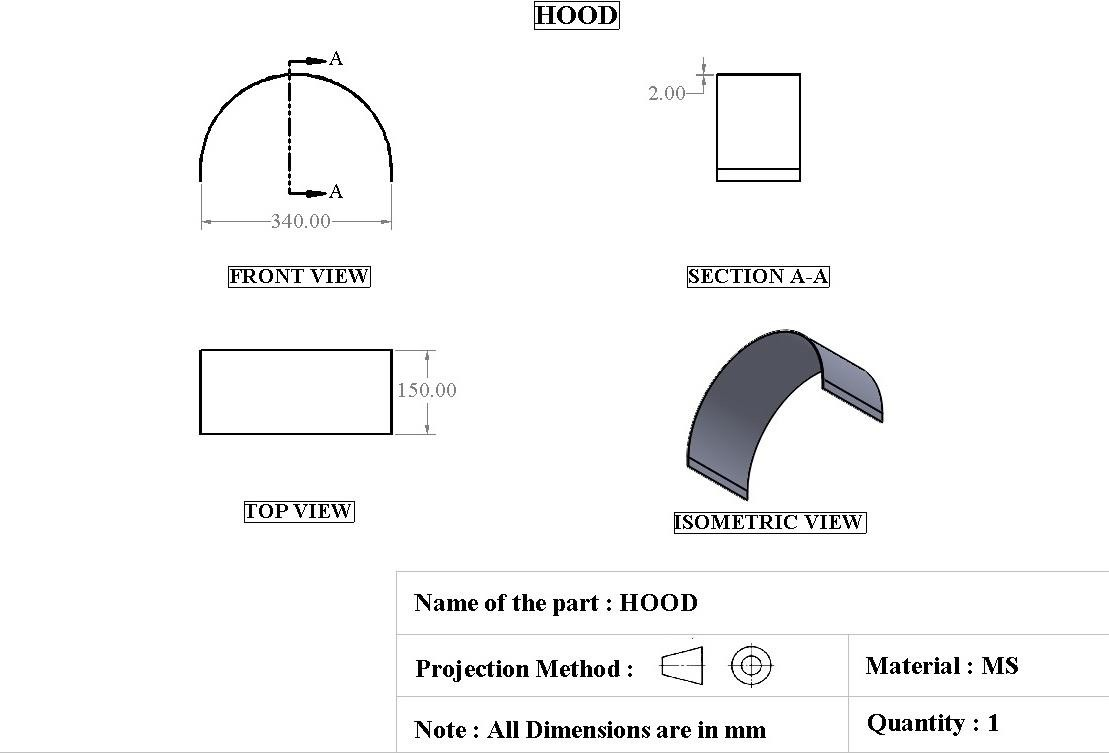 HOOD
A
A
340.00
FRONT VIEW
2.00
SECTION A-A
150.00
TOP VIEW
ISOMETRIC VIEW
Name of the part : HOOD
Projection Method :
Material : MS
Note : All Dimensions are in mm
Quantity : 1